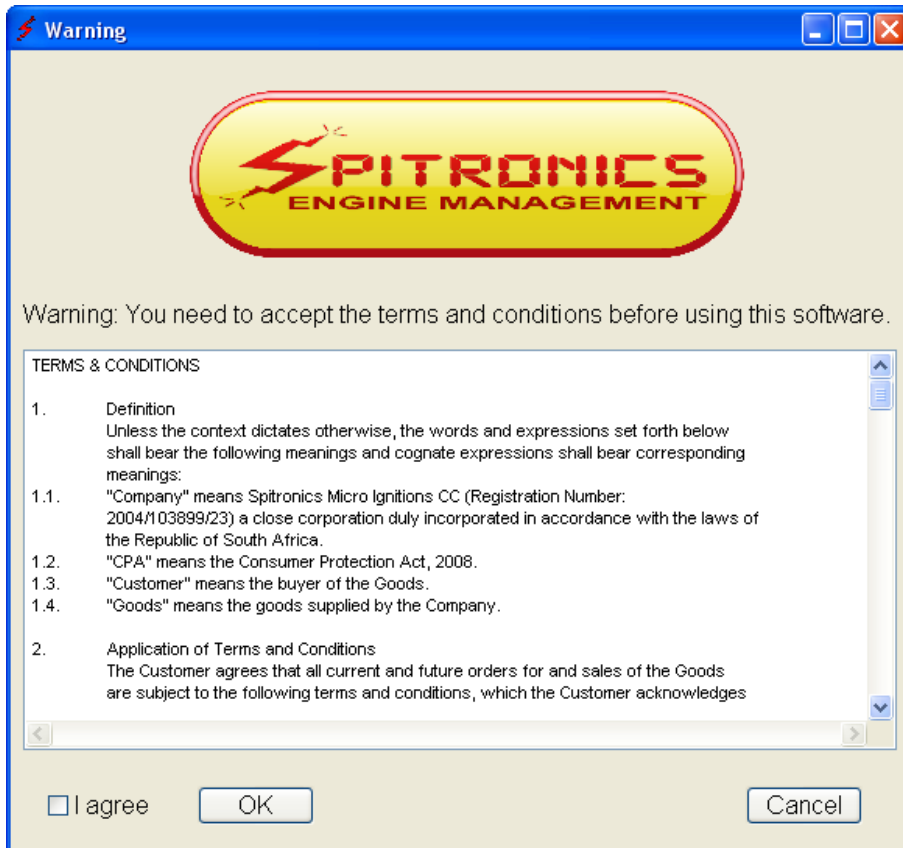 Warning
SPITRONICS
ENGINE MANAGEMENT
Warning: You need to accept the terms and conditions before using this software.
TERMS & CONDITIONS
1. Definition
Unless the context dictates otherwise, the words and expressions set forth below
shall bear the following meanings and cognate expressions shall bear corresponding
meanings:
1.1. "Company" means Spitronics Micro Ignitions CC (Registration Number:
2004/103899/23) a close corporation duly incorporated in accordance with the laws of
the Republic of South Africa.
1.2. "CPA" means the Consumer Protection Act, 2008.
1.3. "Customer" means the buyer of the Goods.
1.4. "Goods" means the goods supplied by the Company.
2. Application of Terms and Conditions
The Customer agrees that all current and future orders for and sales of the Goods
are subject to the following terms and conditions, which the Customer acknowledges
I agree OK Cancel